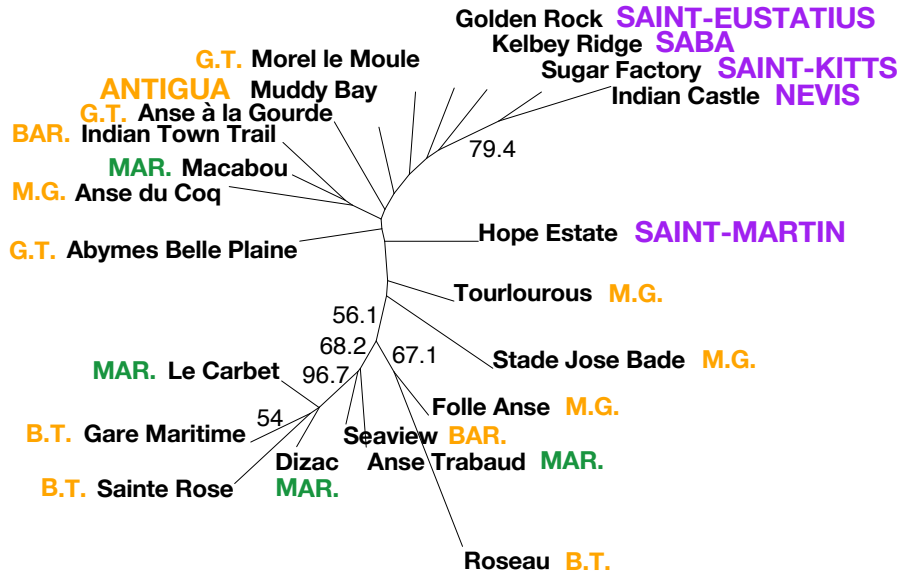 Golden Rock SAINT-EUSTATIUS
Kelbey Ridge SABA
G.T. Morel le Moule
Sugar Factory SAINT-KITTS
ANTIGUA Muddy Bay
Indian Castle NEVIS
G.T. Anse à la Gourde
BAR. Indian Town Trail
79.4
MAR. Macabou
M.G. Anse du Coq
Hope Estate SAINT-MARTIN
G.T. Abymes Belle Plaine
Tourlourous M.G.
56.1
68.2
67.1
Stade Jose Bade M.G.
MAR. Le Carbet
96.7
Folle Anse M.G.
54
B.T. Gare Maritime
Seaview BAR.
Dizac
MAR.
Anse Trabaud MAR.
B.T. Sainte Rose
Roseau B.T.